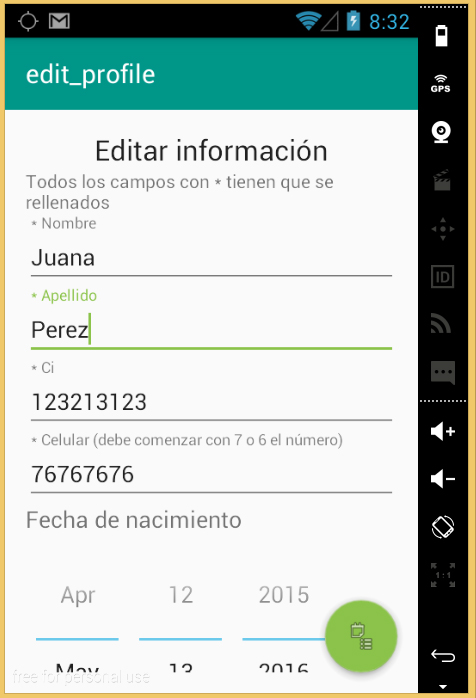 8:32
GPS
edit_profile
Editar información
Todos los campos con * tienen que se
rellenados
* Nombre
Juana
* Apellido
Perez
ID
* Ci
123213123
* Celular (debe comenzar con 7 o 6 el número)
76767676
1:1
Fecha de nacimiento
Apr 12 2015
May 13 2016
free for personal use